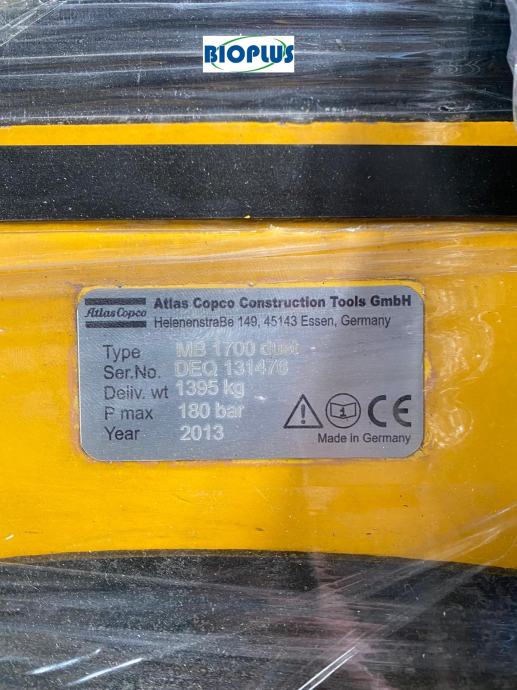 BIOPLUS
Atlas Copco
Atlas Copco Construction Tools GmbH
Helenenstraße 149, 45143 Essen, Germany
Type MB 1700 dust
Ser.No. DEQ 131476
Deliv. wt 1395 kg
P max 180 bar
Year 2013
CE
Made in Germany